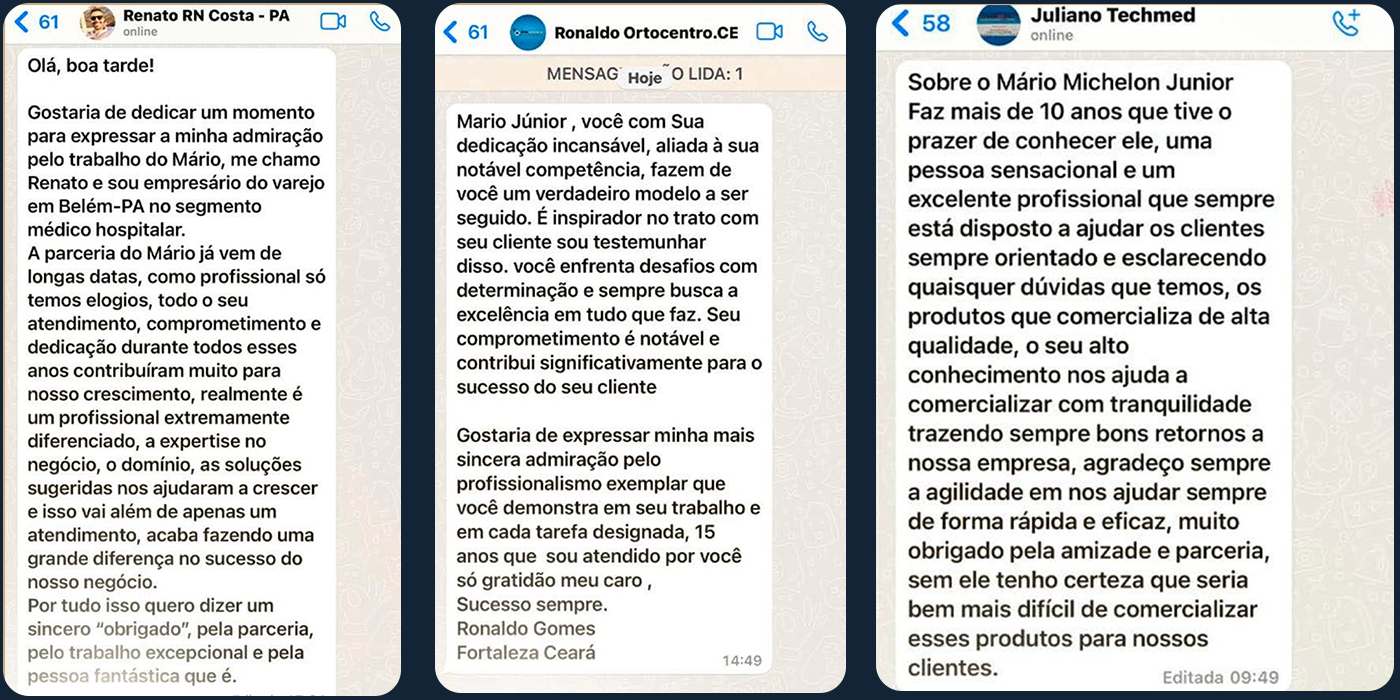 61
Renato RN Costa - PA
online
Olá, boa tarde!
Gostaria de dedicar um momento
para expressar a minha admiração
pelo trabalho do Mário, me chamo
Renato e sou empresário do varejo
em Belém-PA no segmento
médico hospitalar.
A parceria do Mário já vem de
longas datas, como profissional só
temos elogios, todo o seu
atendimento, comprometimento e
dedicação durante todos esses
anos contribuíram muito para
nosso crescimento, realmente é
um profissional extremamente
diferenciado, a expertise no
negócio, o domínio, as soluções
sugeridas nos ajudaram a crescer
e isso vai além de apenas um
atendimento, acaba fazendo uma
grande diferença no sucesso do
nosso negócio.
Por tudo isso quero dizer um
sincero “obrigado”, pela parceria,
pelo trabalho excepcional e pela
pessoa fantástica que é.
61
Ronaldo Ortocentro.CE
MENSAG
Hoje
O LIDA: 1
Mario Júnior , você com Sua
dedicação incansável, aliada à sua
notável competência, fazem de
você um verdadeiro modelo a ser
seguido. É inspirador no trato com
seu cliente sou testemunhar
disso. você enfrenta desafios com
determinação e sempre busca a
excelência em tudo que faz. Seu
comprometimento é notável e
contribui significativamente para o
sucesso do seu cliente
Gostaria de expressar minha mais
sincera admiração pelo
profissionalismo exemplar que
você demonstra em seu trabalho e
em cada tarefa designada, 15
anos que  sou atendido por você
só gratidão meu caro ,
Sucesso sempre.
Ronaldo Gomes
Fortaleza Ceará
14:49
58
Juliano Techmed
online
Sobre o Mário Michelon Junior
Faz mais de 10 anos que tive o
prazer de conhecer ele, uma
pessoa sensacional e um
excelente profissional que sempre
está disposto a ajudar os clientes
sempre orientado e esclarecendo
quaisquer dúvidas que temos, os
produtos que comercializa de alta
qualidade, o seu alto
conhecimento nos ajuda a
comercializar com tranquilidade
trazendo sempre bons retornos a
nossa empresa, agradeço sempre
a agilidade em nos ajudar sempre
de forma rápida e eficaz, muito
obrigado pela amizade e parceria,
sem ele tenho certeza que seria
bem mais difícil de comercializar
esses produtos para nossos
clientes.
Editada 09:49